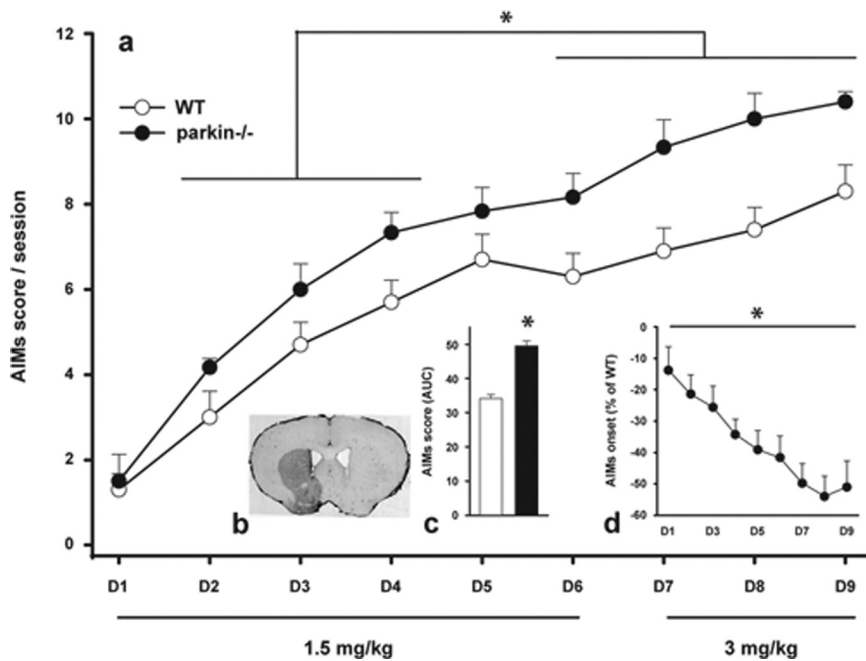 *
a
12
10
8
6
4
2
0
AIMs score / session
WT
parkin-/-
b
c
*
50
40
30
20
10
0
AIMs score (AUC)
d
*
-0
-10
-20
-30
-40
-50
-60
AIMs onset (% of WT)
D1 D3 D5 D7 D9
D1 D2 D3 D4 D5 D6 D7 D8 D9
1.5 mg/kg 3 mg/kg